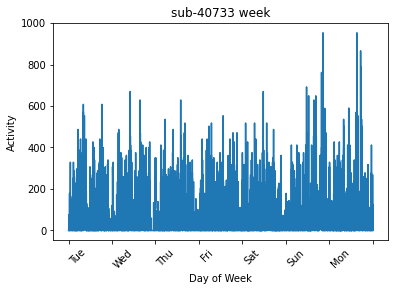 sub-40733 week
Activity
1000
800
600
400
200
0
Tue Wed Thu Fri Sat Sun Mon
Day of Week